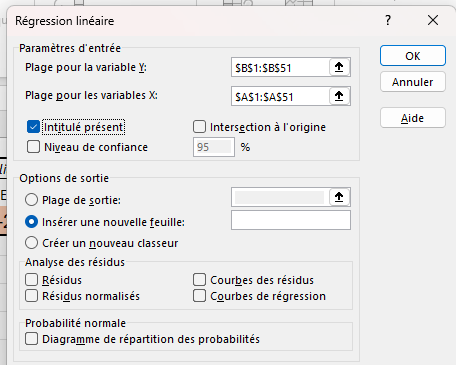 Régression linéaire
Paramètres d'entrée
Plage pour la variable Y:
$B$1:$B$51
OK
Plage pour les variables X:
$A$1:$A$51
Annuler
Intitulé présent
Intersection à l'origine
Aide
Niveau de confiance
95 %
Options de sortie
Plage de sortie:
Insérer une nouvelle feuille:
Créer un nouveau classeur
Analyse des résidus
Résidus
Courbes des résidus
Résidus normalisés
Courbes de régression
Probabilité normale
Diagramme de répartition des probabilités